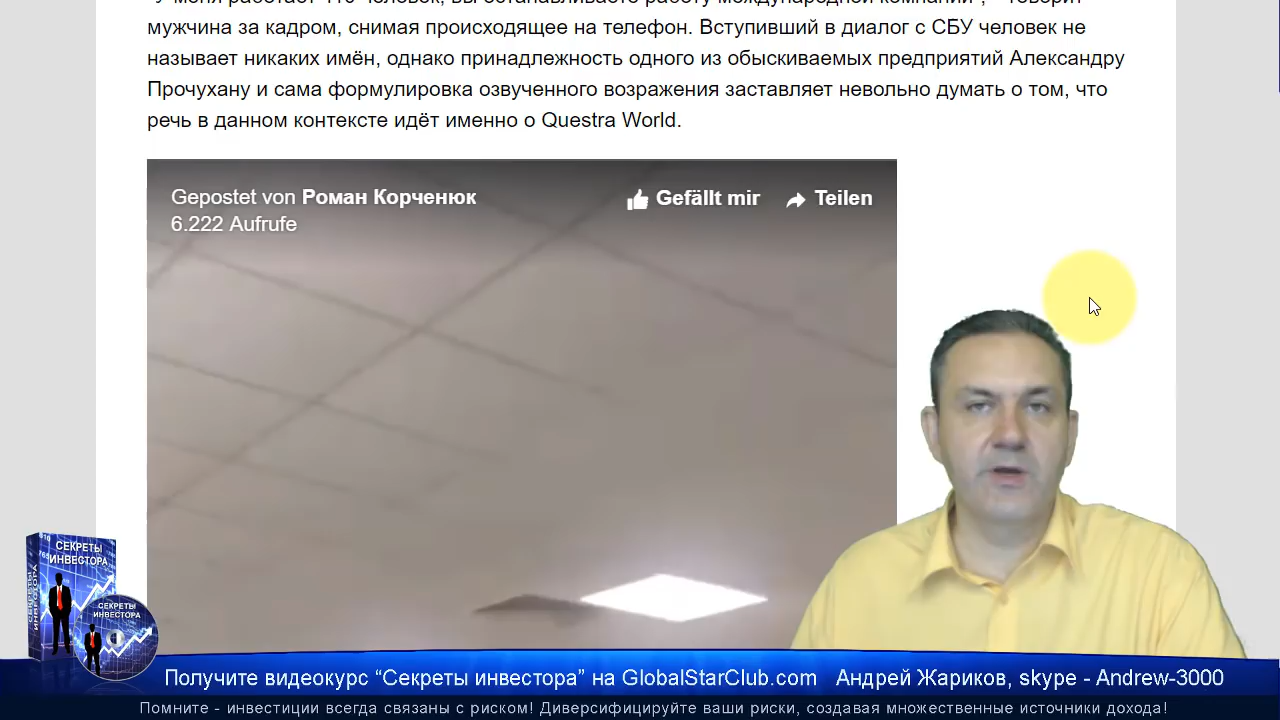 мужчина за кадром, снимая происходящее на телефон. Вступивший в диалог с СБУ человек не
называет никаких имён, однако принадлежность одного из обыскиваемых предприятий Александру
Прочухану и сама формулировка озвученного возражения заставляет невольно думать о том, что
речь в данном контексте идёт именно о Questra World.
Gepostet von Роман Корченюк
6.222 Aufrufe
Gefällt mir
Teilen
СЕКРЕТЫ
ИНВЕСТОРА
СЕКРЕТЫ
ИНВЕСТОРА
Получите видеокурс “Секреты инвестора” на GlobalStarClub.com Андрей Жариков, skype - Andrew-3000
Помните - инвестиции всегда связаны с риском! Диверсифицируйте ваши риски, создавая множественные источники дохода!